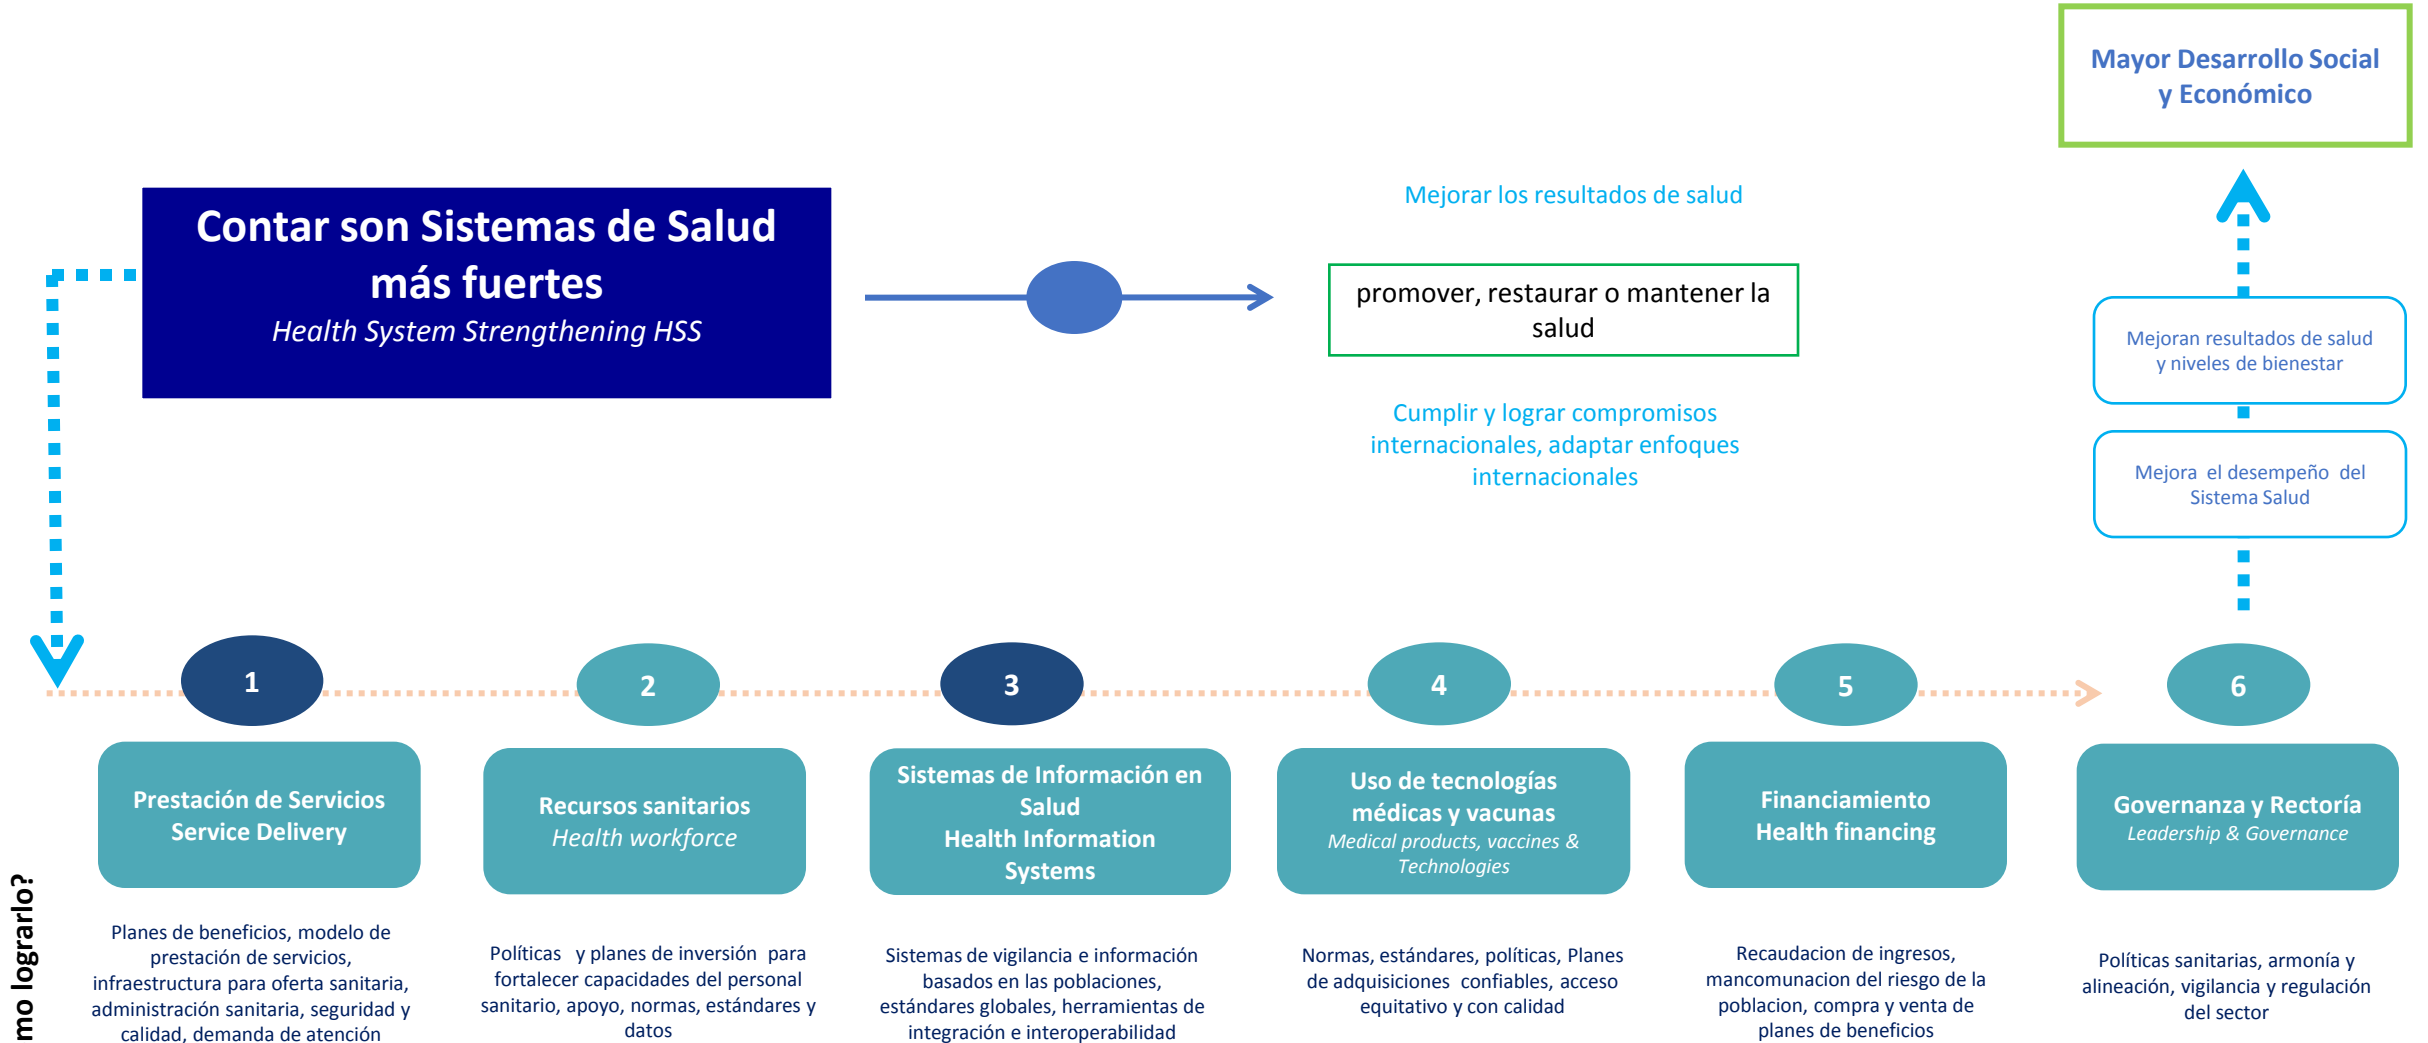 Mayor Desarrollo Social
y Económico
Contar son Sistemas de Salud
más fuertes
Health System Strengthening HSS
Mejorar los resultados de salud
promover, restaurar o mantener la
salud
Cumplir y lograr compromisos
internacionales, adaptar enfoques
internacionales
Mejoran resultados de salud
y niveles de bienestar
Mejora el desempeño del
Sistema Salud
1
2
3
4
5
6
Prestación de Servicios
Service Delivery
Recursos sanitarios
Health workforce
Sistemas de Información en
Salud
Health Information
Systems
Uso de tecnologías
médicas y vacunas
Medical products, vaccines &
Technologies
Financiamiento
Health financing
Governanza y Rectoría
Leadership & Governance
mo lograrlo?
Planes de beneficios, modelo de
prestación de servicios,
infraestructura para oferta sanitaria,
administración sanitaria, seguridad y
calidad, demanda de atención
Políticas y planes de inversión para
fortalecer capacidades del personal
sanitario, apoyo, normas, estándares y
datos
Sistemas de vigilancia e información
basados en las poblaciones,
estándares globales, herramientas de
integración e interoperabilidad
Normas, estándares, políticas, Planes
de adquisiciones confiables, acceso
equitativo y con calidad
Recaudacion de ingresos,
mancomunacion del riesgo de la
poblacion, compra y venta de
planes de beneficios
Políticas sanitarias, armonía y
alineación, vigilancia y regulación
del sector